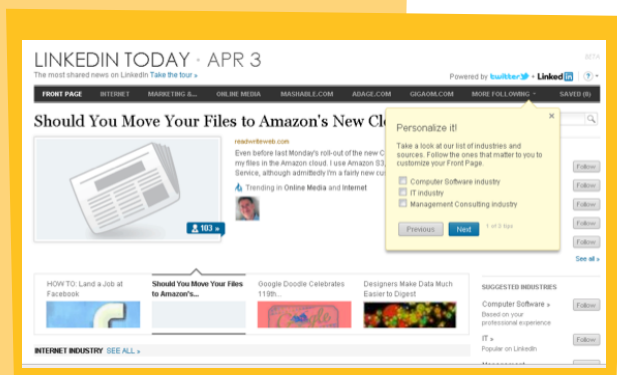 LINKEDIN TODAY · APR 3
BETA
The most shared news on LinkedIn Take the tour »
Powered by twitter · Linked in ?
FRONT PAGE INTERNET MARKETING &... ONLINE MEDIA MASHABLE.COM ADAGE.COM GIGAOM.COM MORE FOLLOWING SAVED (0)
Should You Move Your Files to Amazon's New Cl
readwriteweb.com
Even before last Monday's roll-out of the new C
my files in the Amazon cloud. I use Amazon S3,
Service, although admittedly I'm a fairly new cu
Trending in Online Media and Internet
103 »
Personalize it!
×
Take a look at our list of industries and
sources. Follow the ones that matter to you to
customize your Front Page.
Computer Software industry
IT industry
Management Consulting industry
Previous Next
Follow
Follow
Follow
Follow
Follow
See all »
HOW TO: Land a Job at
Facebook
Should You Move Your Files
to Amazon's...
Google Doodle Celebrates
119th...
Google
Designers Make Data Much
Easier to Digest
SUGGESTED INDUSTRIES
Computer Software »
Follow
Based on your
professional experience
IT »
Follow
Popular on LinkedIn
INTERNET INDUSTRY SEE ALL »